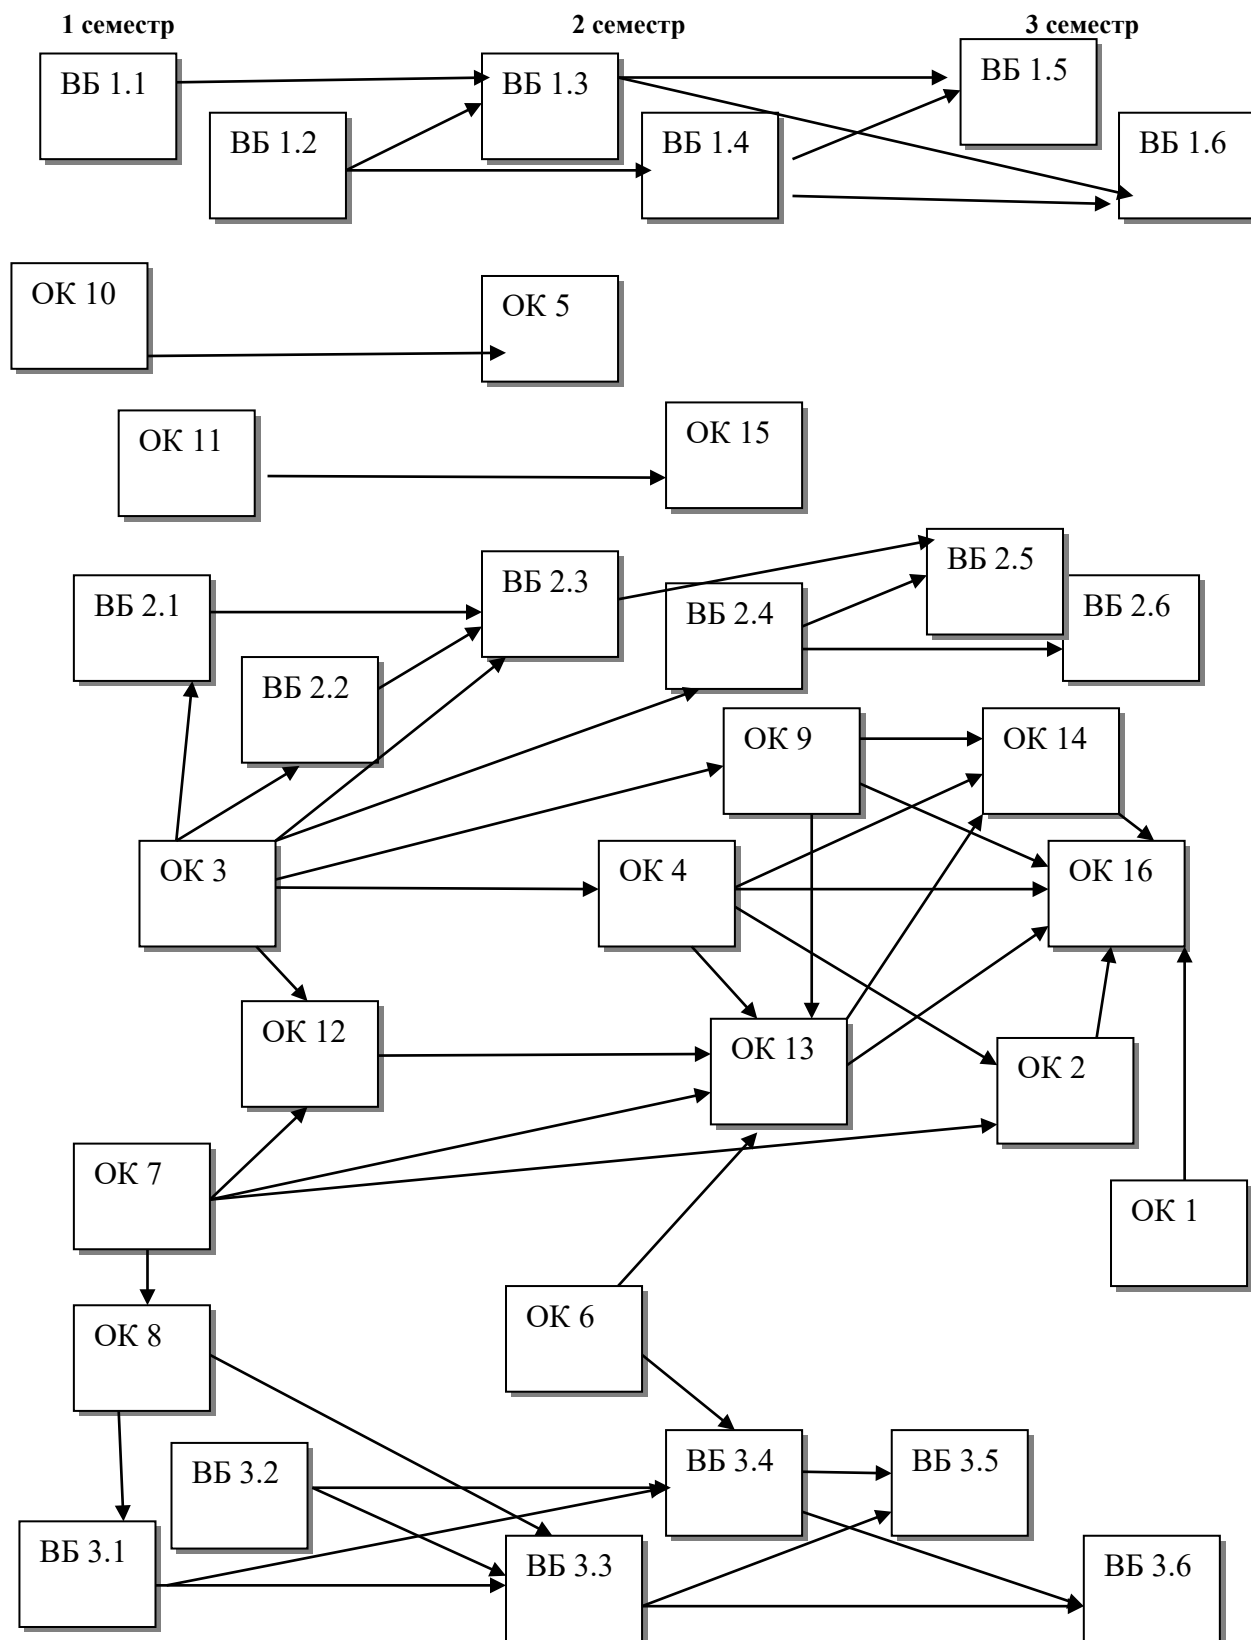 1 семестр 2 семестр 3 семестр
ВБ 1.1 ВБ 1.3 ВБ 1.5
ВБ 1.2 ВБ 1.4 ВБ 1.6
ОК 10 ОК 5
ОК 11 ОК 15
ВБ 2.1 ВБ 2.3 ВБ 2.4 ВБ 2.5 ВБ 2.6
ВБ 2.2
ОК 9 ОК 14
ОК 3 ОК 4 ОК 16
ОК 12 ОК 13 ОК 2
ОК 7 ОК 1
ОК 8 ОК 6
ВБ 3.2 ВБ 3.4 ВБ 3.5
ВБ 3.1 ВБ 3.3 ВБ 3.6